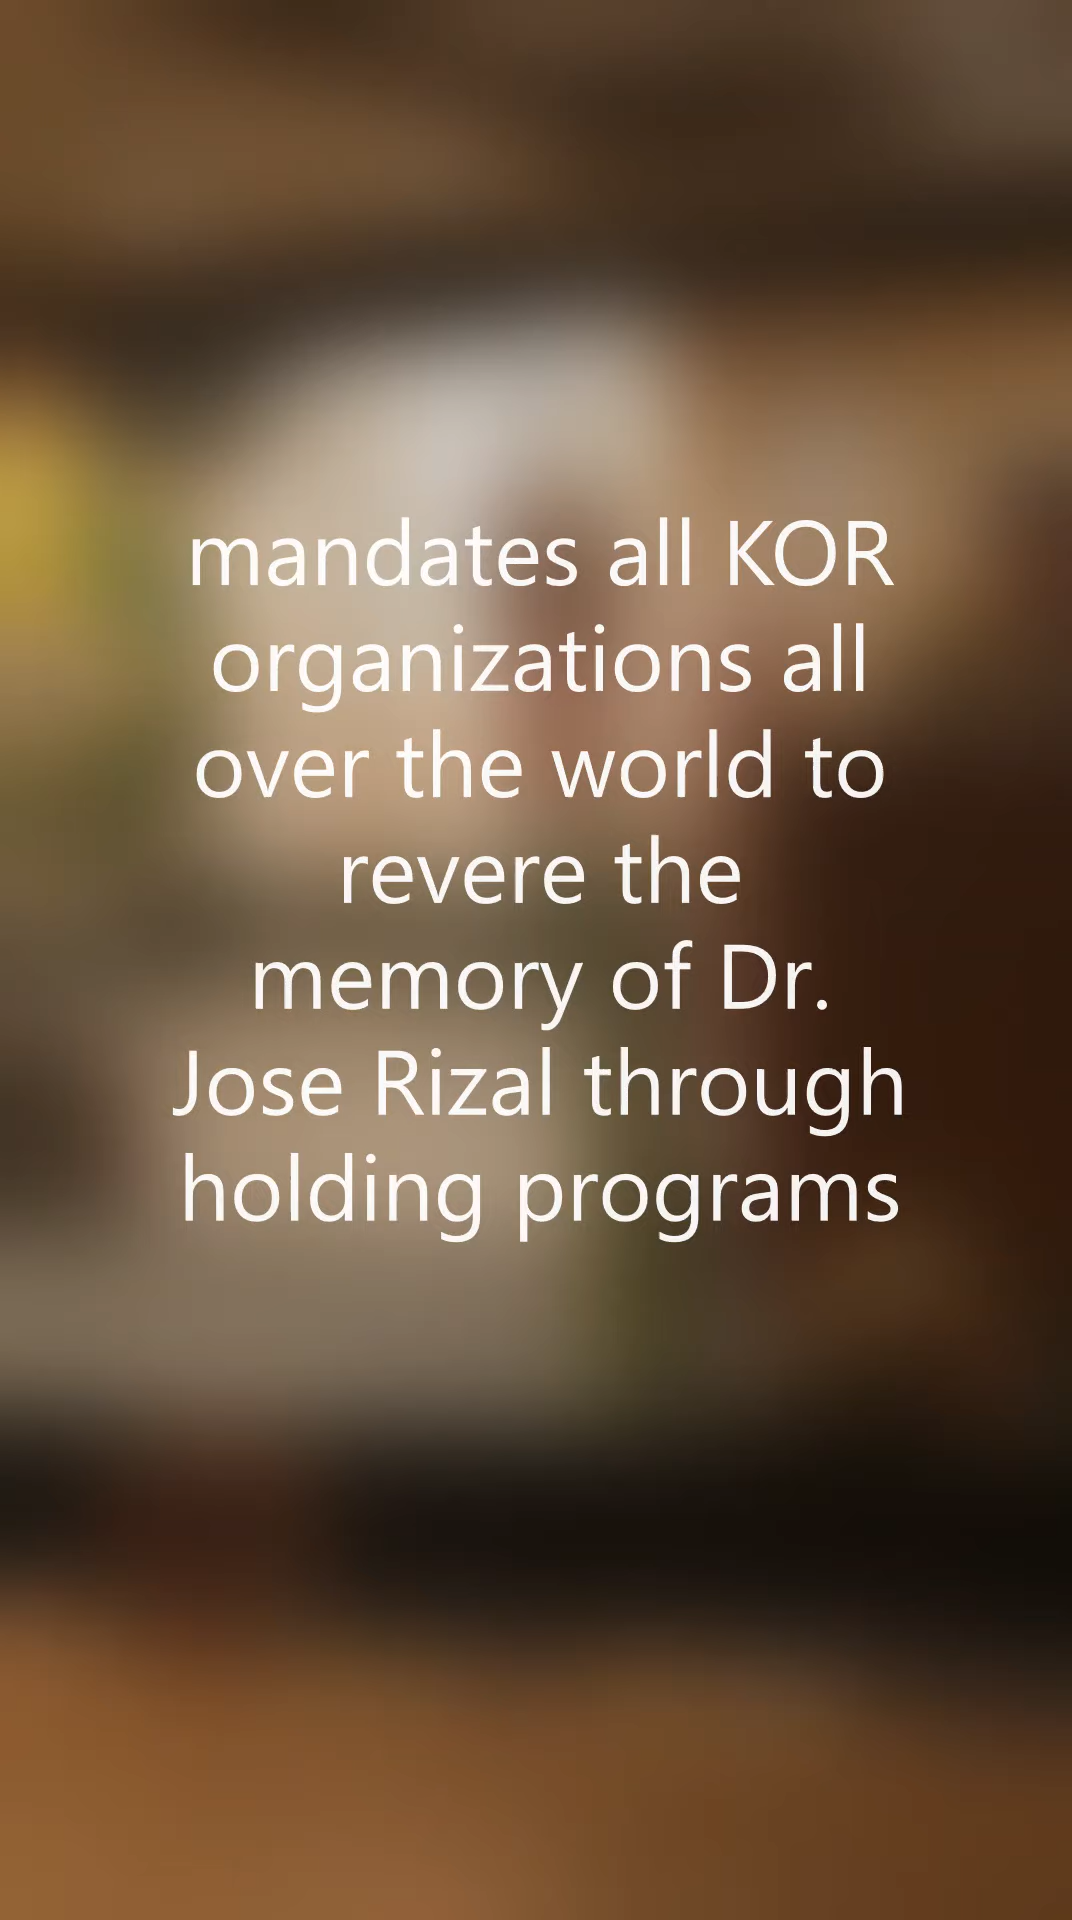 mandates all KOR
organizations all
over the world to
revere the
memory of Dr.
Jose Rizal through
holding programs